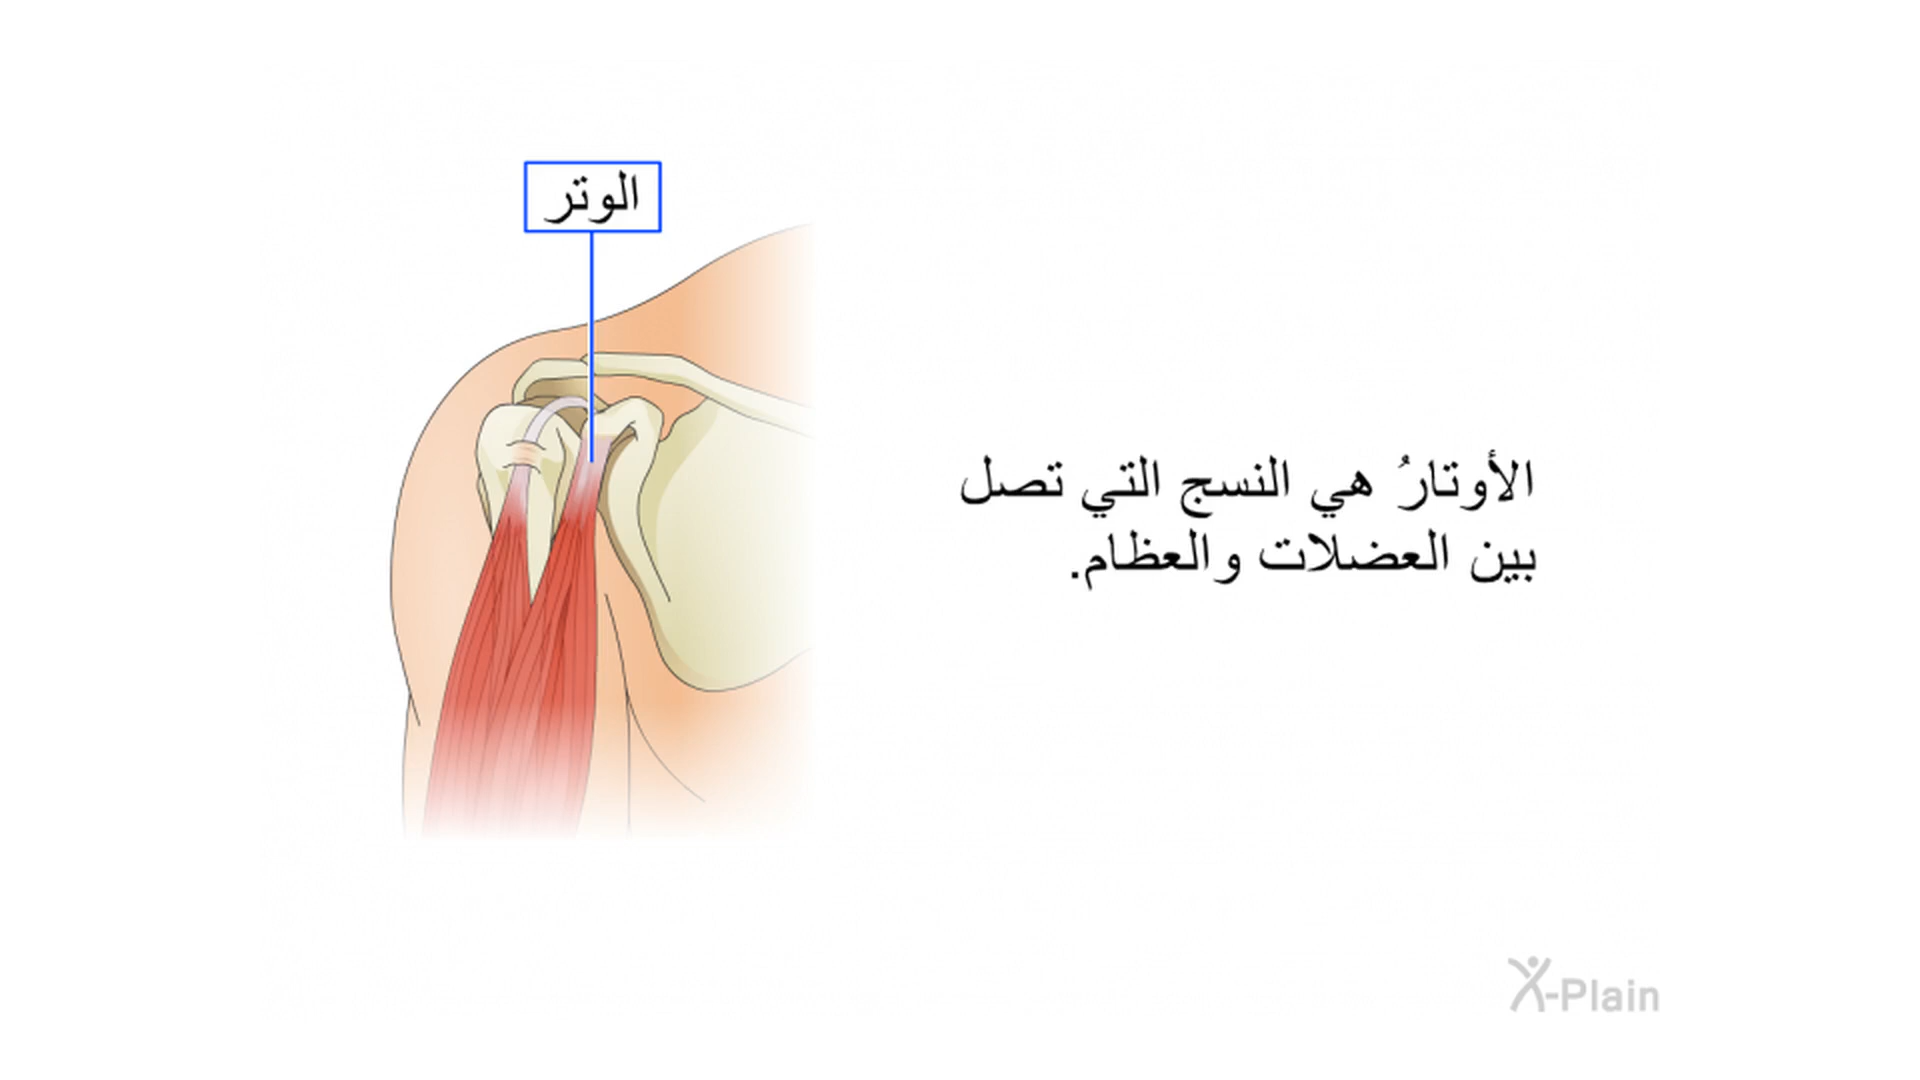 الوتر
الأوتارُ هي النسج التي تصل
بين العضلات والعظام.
X-Plain